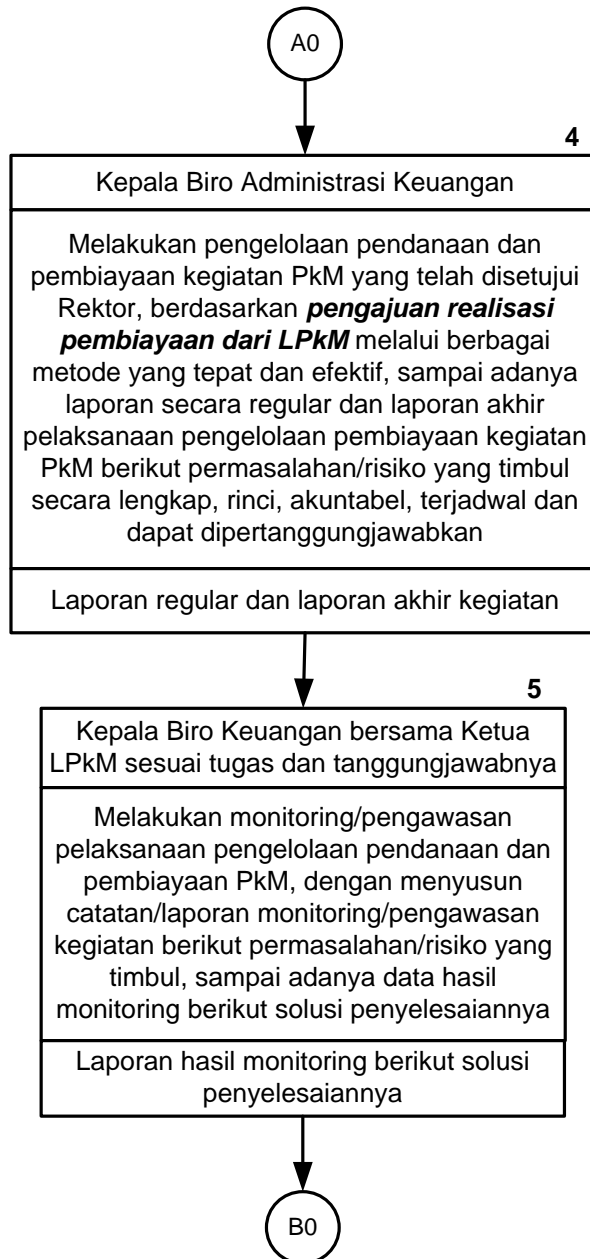 A0
4
Kepala Biro Administrasi Keuangan
Melakukan pengelolaan pendanaan dan
pembiayaan kegiatan PkM yang telah disetujui
Rektor, berdasarkan pengajuan realisasi
pembiayaan dari LPkM melalui berbagai
metode yang tepat dan efektif, sampai adanya
laporan secara regular dan laporan akhir
pelaksanaan pengelolaan pembiayaan kegiatan
PkM berikut permasalahan/risiko yang timbul
secara lengkap, rinci, akuntabel, terjadwal dan
dapat dipertanggungjawabkan
Laporan regular dan laporan akhir kegiatan
5
Kepala Biro Keuangan bersama Ketua
LPkM sesuai tugas dan tanggungjawabnya
Melakukan monitoring/pengawasan
pelaksanaan pengelolaan pendanaan dan
pembiayaan PkM, dengan menyusun
catatan/laporan monitoring/pengawasan
kegiatan berikut permasalahan/risiko yang
timbul, sampai adanya data hasil
monitoring berikut solusi penyelesaiannya
Laporan hasil monitoring berikut solusi
penyelesaiannya
B0